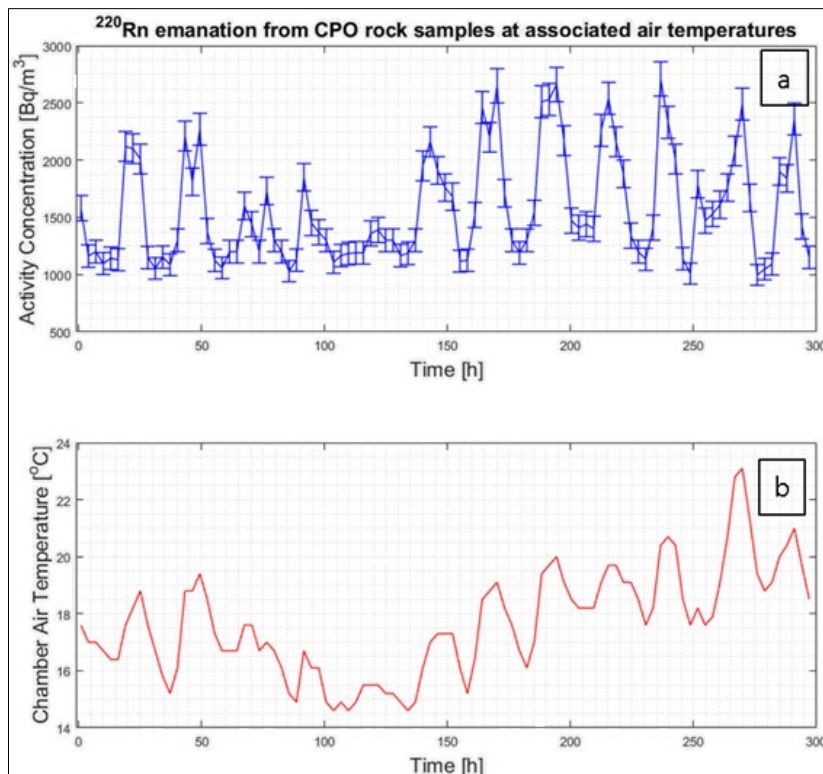 ²²⁰Rn emanation from CPO rock samples at associated air temperatures
3000
2500
2000
1500
1000
500
Activity Concentration [Bq/m³]
a
0 50 100 150 200 250 300
Time [h]
24
22
20
18
16
14
Chamber Air Temperature [°C]
b
0 50 100 150 200 250 300
Time [h]